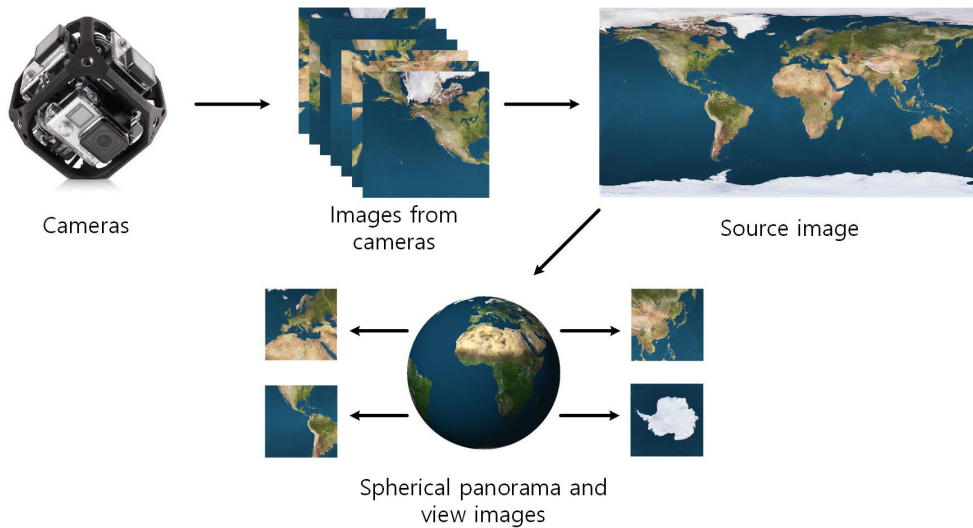 Cameras
Images from
cameras
Source image
Spherical panorama and
view images